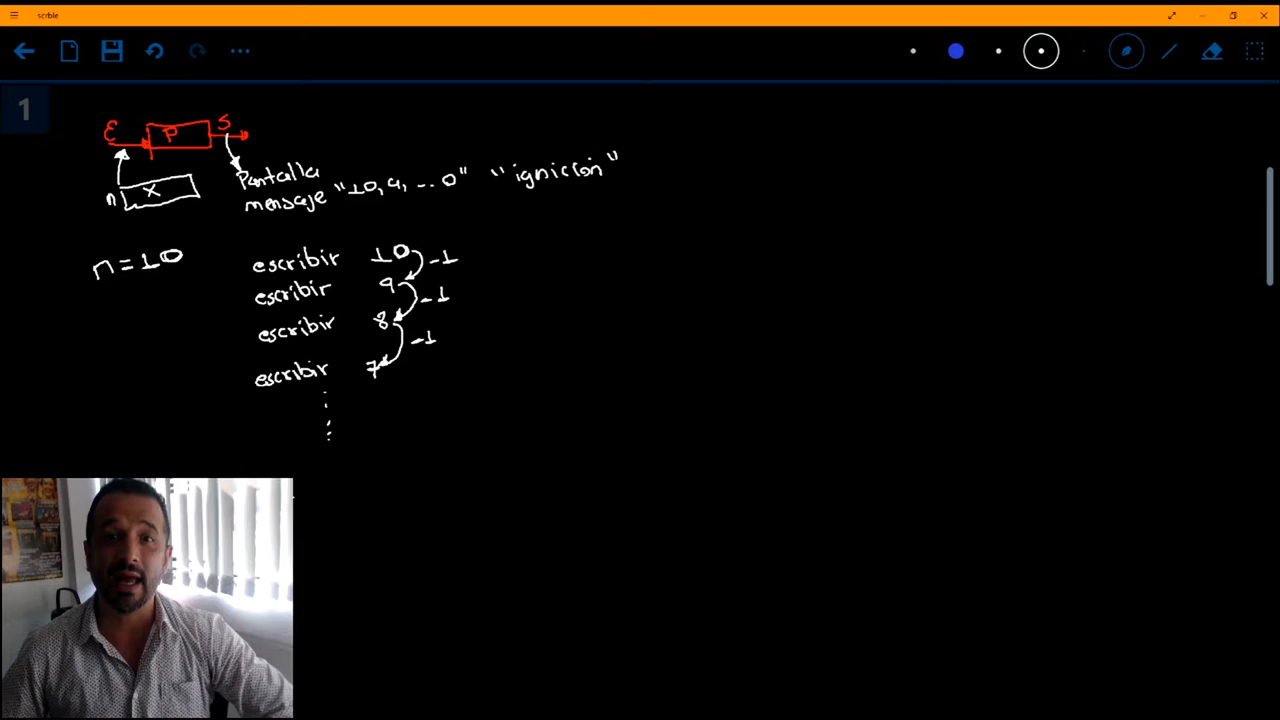 scrble
1
E P S
n X
Pantalla
mensaje "10, 9, ... 0" "ignición"
n=10
escribir 10 -1
escribir 9 -1
escribir 8 -1
escribir 7